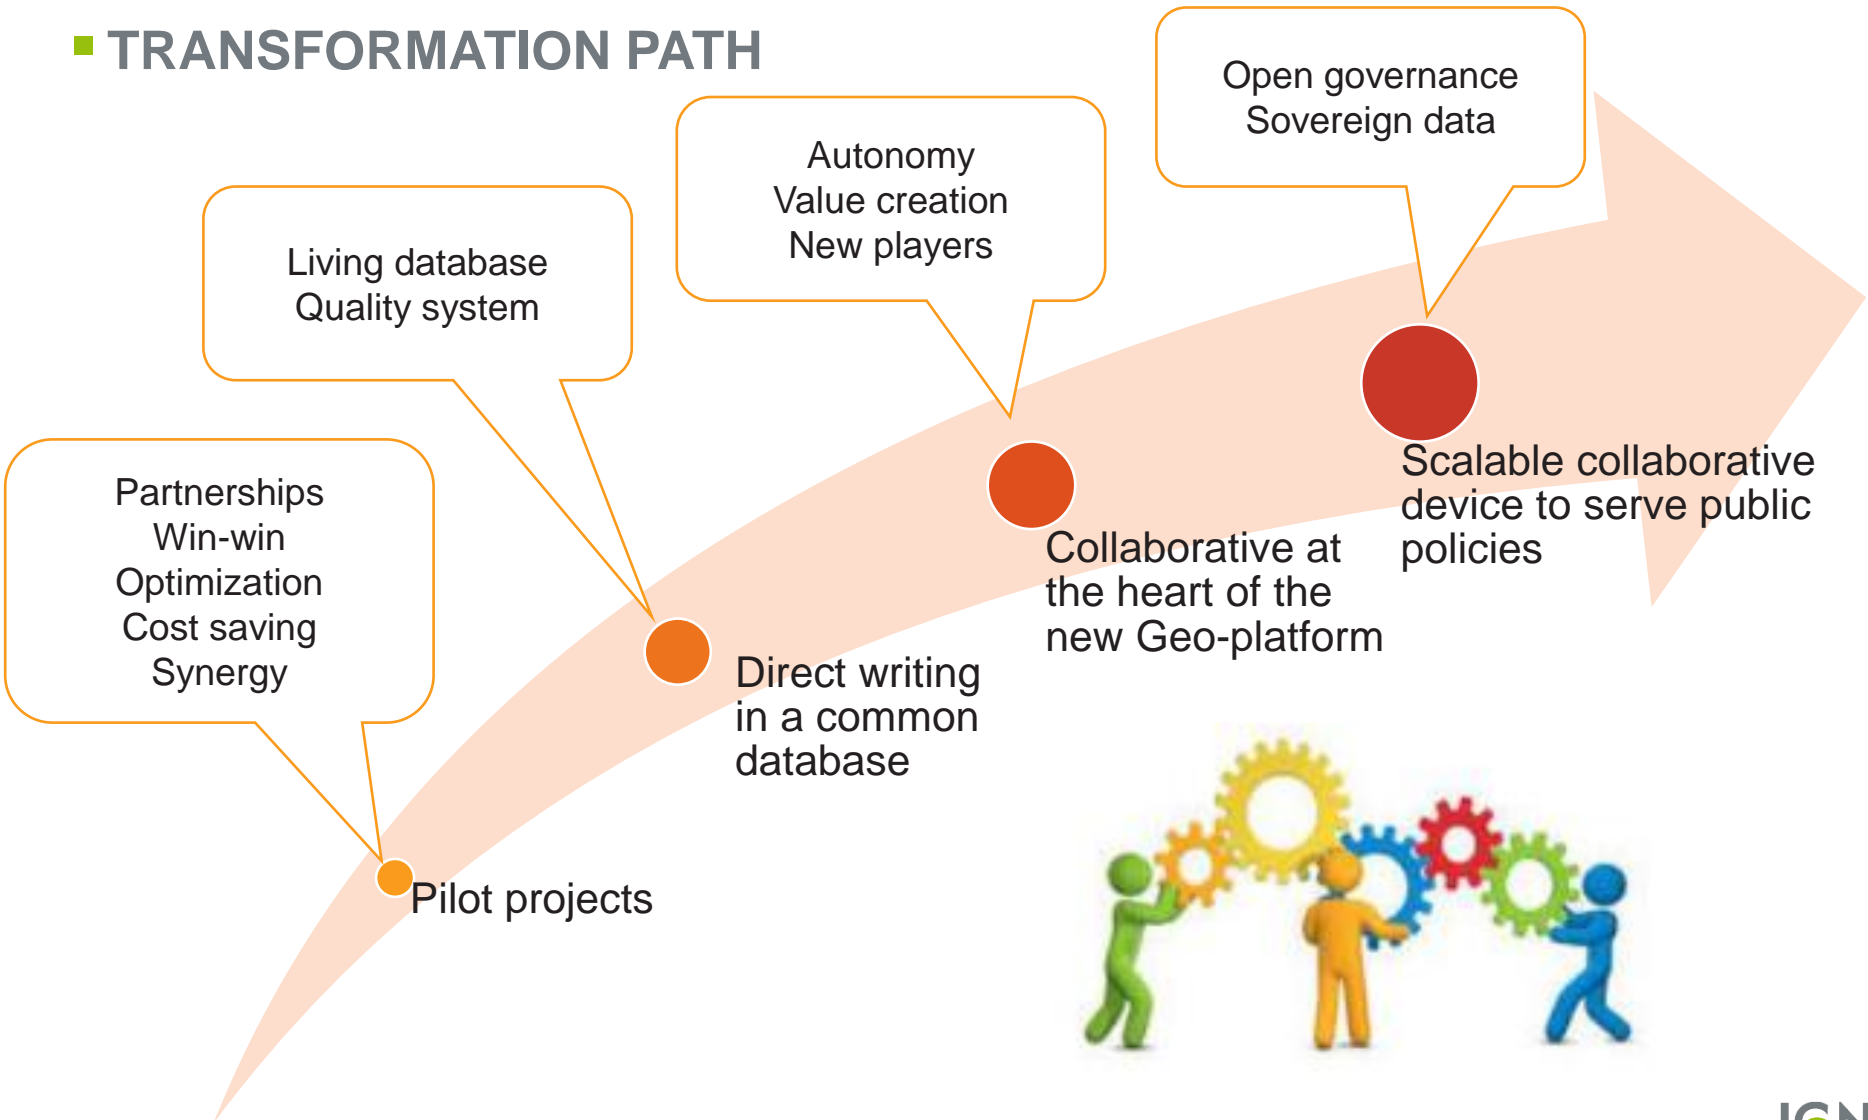 TRANSFORMATION PATH
Open governance
Sovereign data
Autonomy
Value creation
New players
Living database
Quality system
Partnerships
Win-win
Optimization
Cost saving
Synergy
Pilot projects
Direct writing
in a common
database
Collaborative at
the heart of the
new Geo-platform
Scalable collaborative
device to serve public
policies
IGN